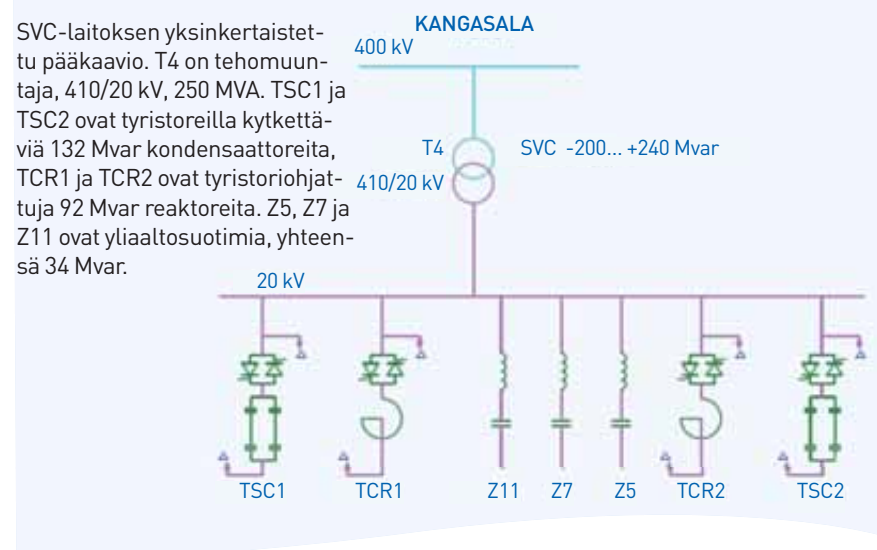 SVC-laitoksen yksinkertaistet-
tu pääkaavio. T4 on tehomuun-
taja, 410/20 kV, 250 MVA. TSC1 ja
TSC2 ovat tyristoreilla kytkettä-
viä 132 Mvar kondensaattoreita,
TCR1 ja TCR2 ovat tyristoriohjat-
tuja 92 Mvar reaktoreita. Z5, Z7 ja
Z11 ovat yliaaltosuotimia, yhteen-
sä 34 Mvar.
KANGASALA
400 kV
T4
SVC -200... +240 Mvar
410/20 kV
20 kV
TSC1 TCR1 Z11 Z7 Z5 TCR2 TSC2